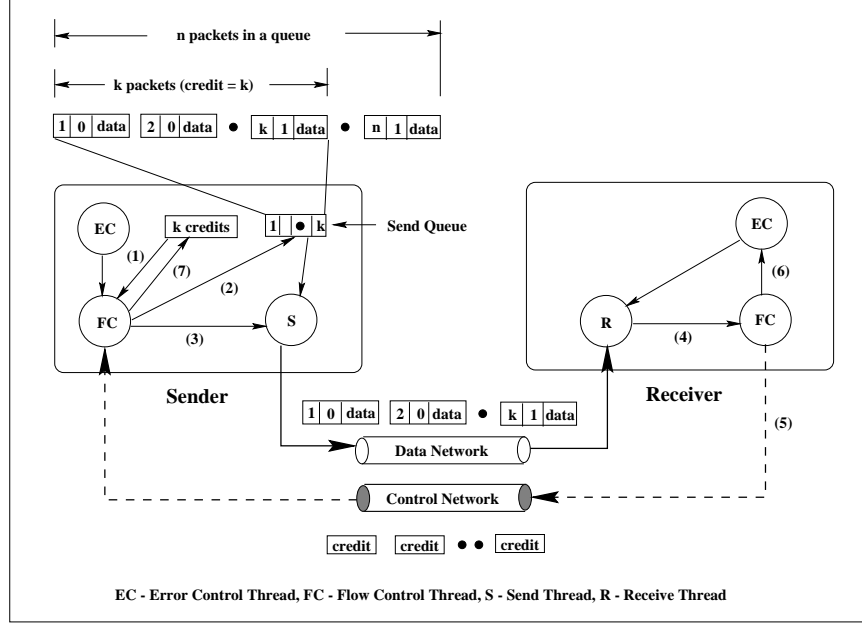 n packets in a queue
k packets (credit = k)
1 0 data 2 0 data • k 1 data • n 1 data
EC
k credits
1 • k
Send Queue
(1)
(7)
(2)
FC
(3)
S
Sender
EC
(6)
R
(4)
FC
Receiver
(5)
1 0 data 2 0 data • k 1 data
Data Network
Control Network
credit credit • • credit
EC - Error Control Thread, FC - Flow Control Thread, S - Send Thread, R - Receive Thread